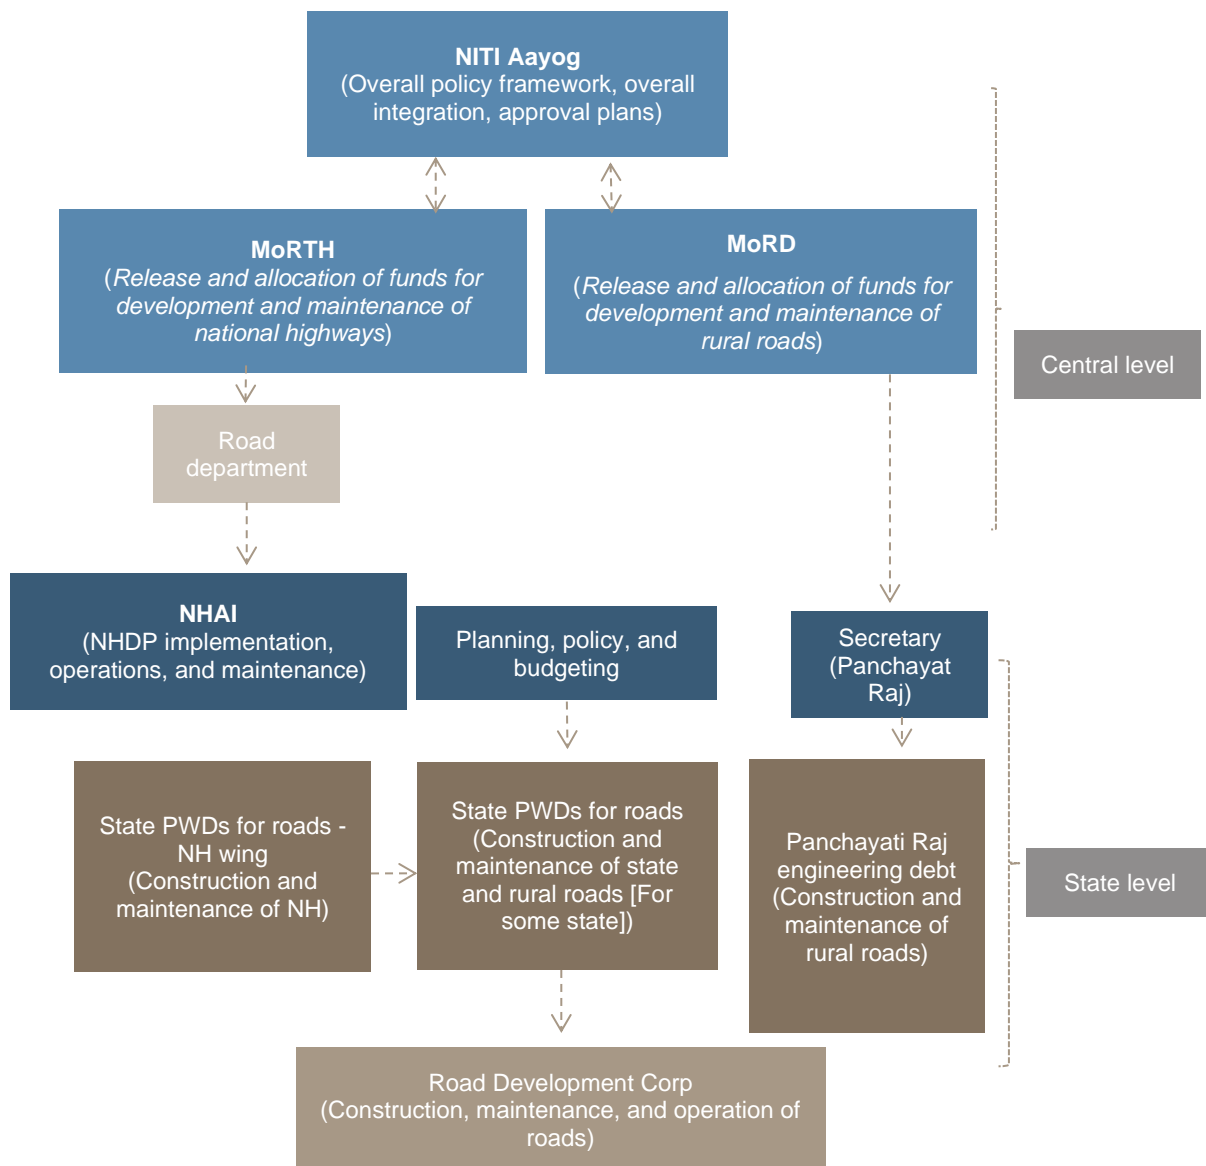 NITI Aayog
(Overall policy framework, overall
integration, approval plans)
MoRTH
(Release and allocation of funds for
development and maintenance of
national highways)
MoRD
(Release and allocation of funds for
development and maintenance of
rural roads)
Central level
Road
department
NHAI
(NHDP implementation,
operations, and maintenance)
Planning, policy, and
budgeting
Secretary
(Panchayat
Raj)
State PWDs for roads -
NH wing
(Construction and
maintenance of NH)
State PWDs for roads
(Construction and
maintenance of state
and rural roads [For
some state])
Panchayati Raj
engineering debt
(Construction and
maintenance of
rural roads)
State level
Road Development Corp
(Construction, maintenance, and operation of
roads)